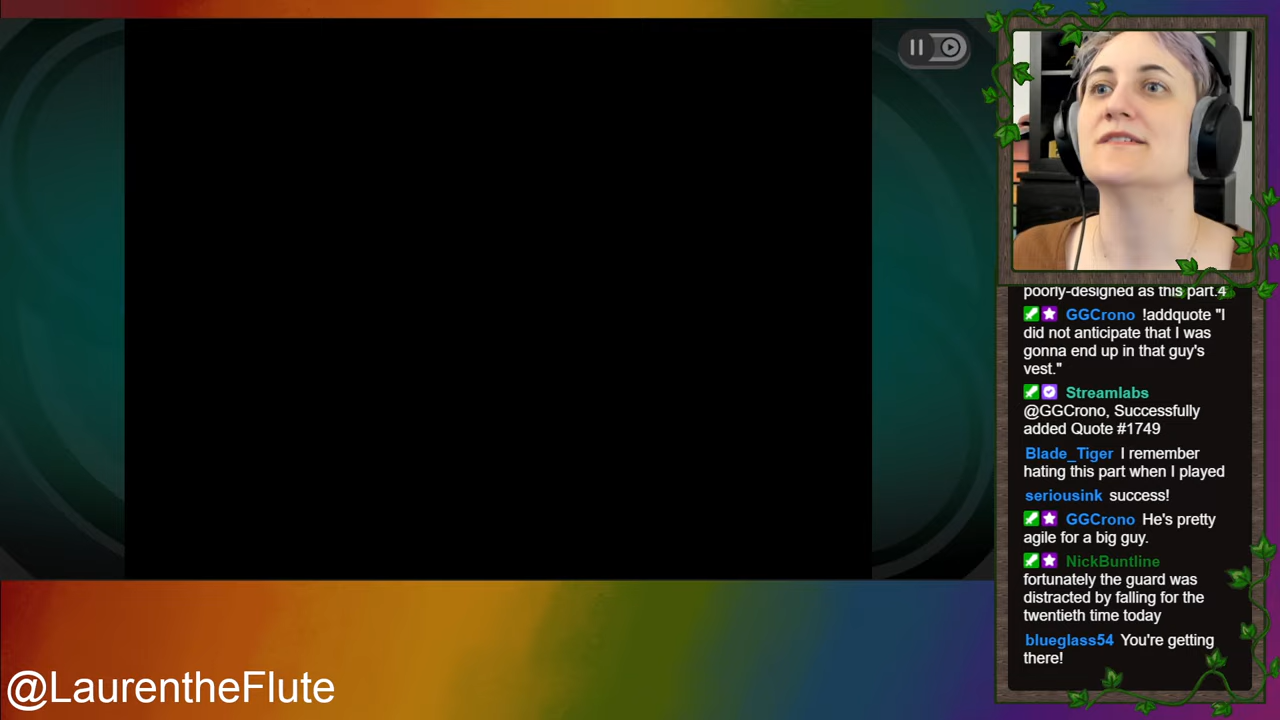 poorly-designed as this part.4
GGCrono !addquote "I
did not anticipate that I was
gonna end up in that guy's
vest."
Streamlabs
@GGCrono, Successfully
added Quote #1749
Blade_Tiger I remember
hating this part when I played
seriousink success!
GGCrono He's pretty
agile for a big guy.
NickBuntline
fortunately the guard was
distracted by falling for the
twentieth time today
blueglass54 You're getting
there!
@LaurentheFlute